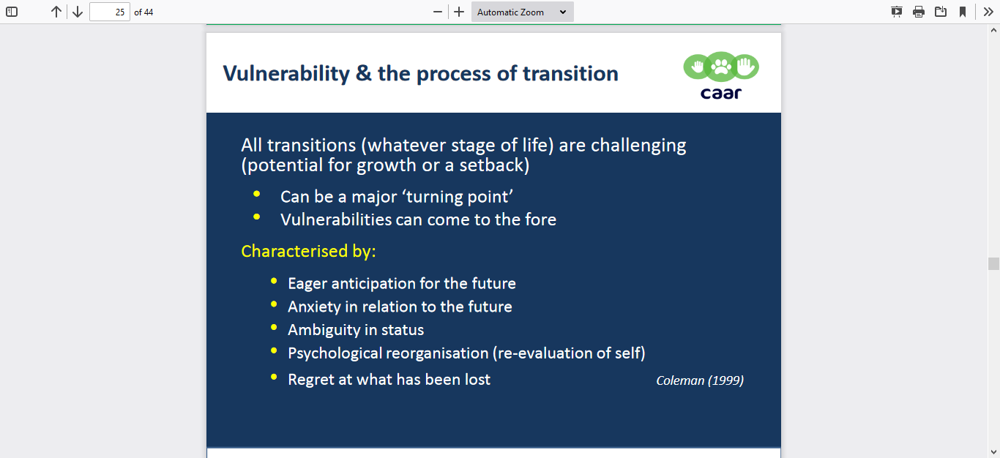 25 of 44
Automatic Zoom
Vulnerability & the process of transition
caar
All transitions (whatever stage of life) are challenging
(potential for growth or a setback)
• Can be a major ‘turning point’
• Vulnerabilities can come to the fore
Characterised by:
• Eager anticipation for the future
• Anxiety in relation to the future
• Ambiguity in status
• Psychological reorganisation (re-evaluation of self)
• Regret at what has been lost
Coleman (1999)